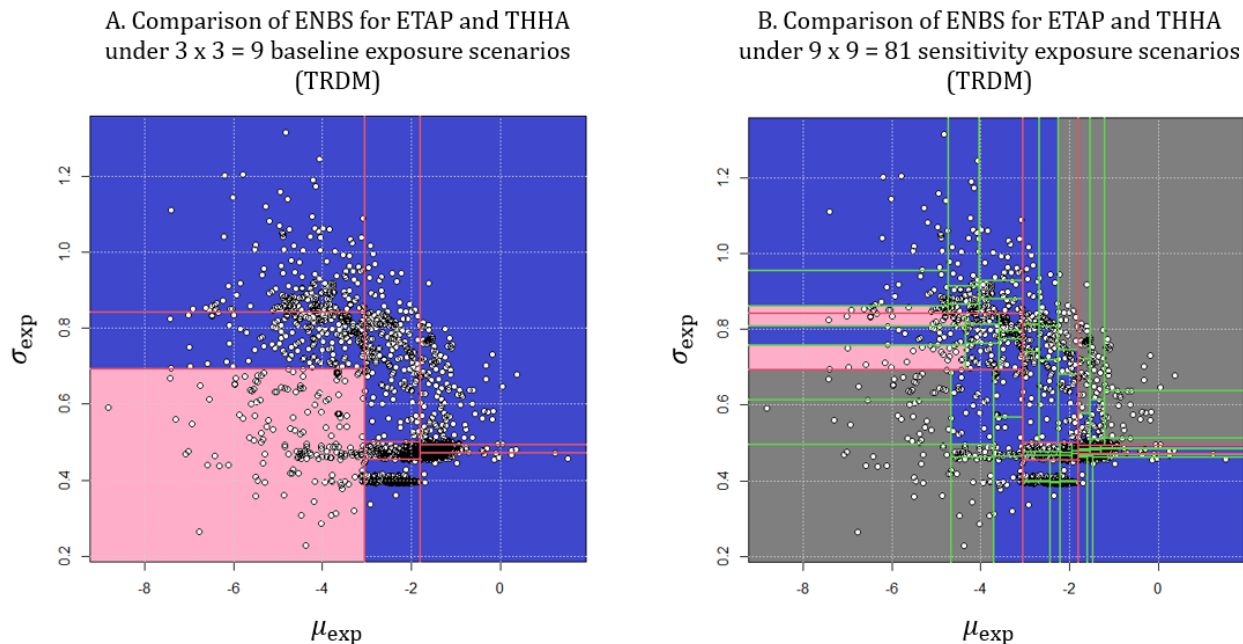 A. Comparison of ENBS for ETAP and THHA
under 3 x 3 = 9 baseline exposure scenarios
(TRDM)
B. Comparison of ENBS for ETAP and THHA
under 9 x 9 = 81 sensitivity exposure scenarios
(TRDM)
σexp
1.2
1.0
0.8
0.6
0.4
0.2
-8
-6
-4
-2
0
μexp
σexp
1.2
1.0
0.8
0.6
0.4
0.2
-8
-6
-4
-2
0
μexp